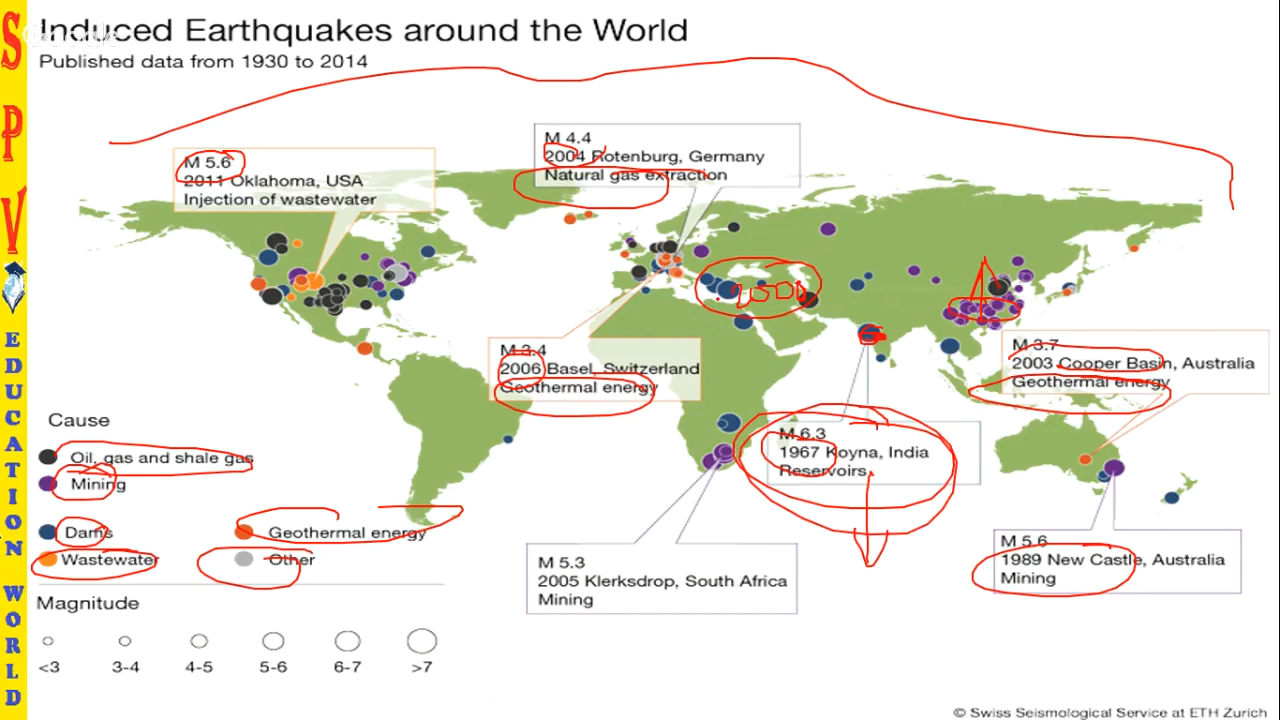 S P V EDUCATION WORLD
Google
Induced Earthquakes around the World
Published data from 1930 to 2014
M 5.6
2011 Oklahoma, USA
Injection of wastewater
M 4.4
2004 Rotenburg, Germany
Natural gas extraction
M 3.4
2006 Basel, Switzerland
Geothermal energy
M 3.7
2003 Cooper Basin, Australia
Geothermal energy
M 6.3
1967 Koyna, India
Reservoirs
M 5.3
2005 Klerksdrop, South Africa
Mining
M 5.6
1989 New Castle, Australia
Mining
Cause
Oil, gas and shale gas
Mining
Dams
Geothermal energy
Wastewater
Other
Magnitude
<3 3-4 4-5 5-6 6-7 >7
© Swiss Seismological Service at ETH Zurich